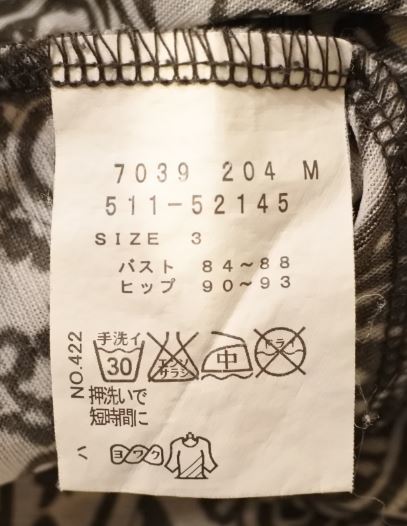 7039 204 M
511-52145
SIZE 3
バスト 84~88
ヒップ 90~93
NO.422
手洗イ
30
エンソ
サラシ
中
ドライ
押洗いで
短時間に
ヨワク